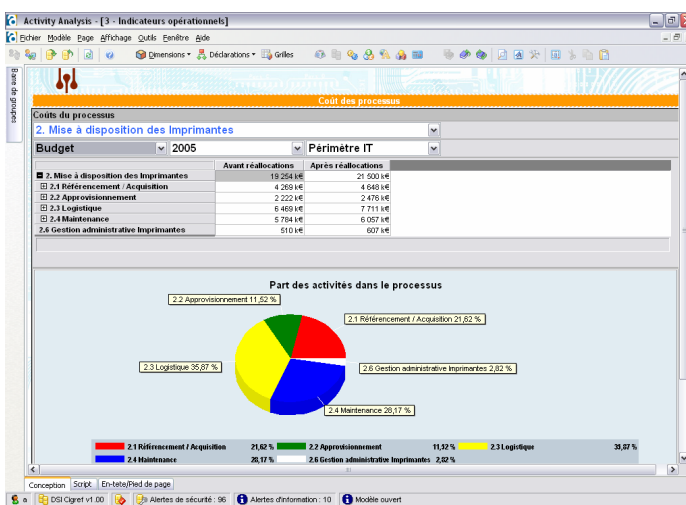 Activity Analysis - [3 - Indicateurs opérationnels]
Fichier Modèle Page Affichage Outils Fenêtre Aide
Dimensions Déclarations Grilles
Barre de groupes
Coût des processus
Coûts du processus
2. Mise à disposition des Imprimantes
Budget 2005 Périmètre IT
Avant réallocations Après réallocations
2. Mise à disposition des Imprimantes 19 254 k€ 21 500 k€
2.1 Référencement / Acquisition 4 269 k€ 4 648 k€
2.2 Approvisionnement 2 222 k€ 2 476 k€
2.3 Logistique 6 469 k€ 7 711 k€
2.4 Maintenance 5 784 k€ 6 057 k€
2.6 Gestion administrative Imprimantes 510 k€ 607 k€
Part des activités dans le processus
2.2 Approvisionnement 11,52 %
2.1 Référencement / Acquisition 21,62 %
2.3 Logistique 35,87 %
2.6 Gestion administrative Imprimantes 2,82 %
2.4 Maintenance 28,17 %
2.1 Référencement / Acquisition 21,62 % 2.2 Approvisionnement 11,52 % 2.3 Logistique 35,87 %
2.4 Maintenance 28,17 % 2.6 Gestion administrative Imprimantes 2,82 %
Conception Script En-tete/Pied de page
a DSI Cigref v1.00 Alertes de sécurité : 96 Alertes d'information : 10 Modèle ouvert